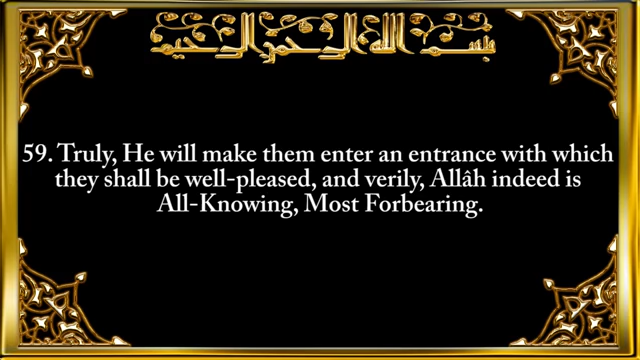 بسم الله الرحمن الرحيم
59. Truly, He will make them enter an entrance with which
they shall be well-pleased, and verily, Allâh indeed is
All-Knowing, Most Forbearing.